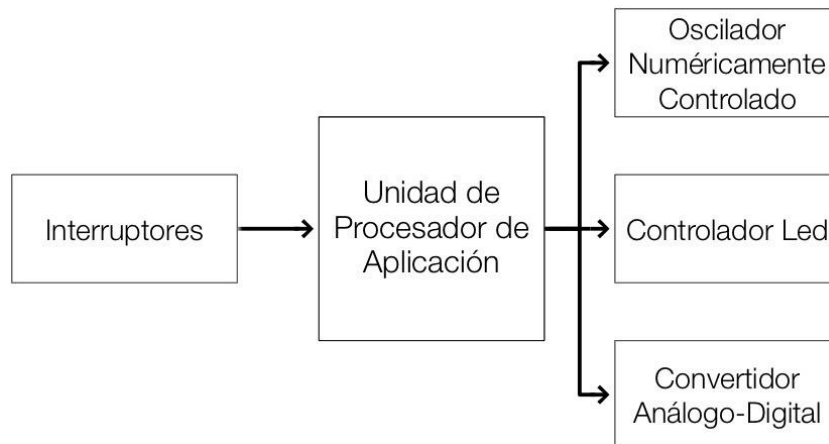 Interruptores
Unidad de
Procesador de
Aplicación
Oscilador
Numéricamente
Controlado
Controlador Led
Convertidor
Análogo-Digital